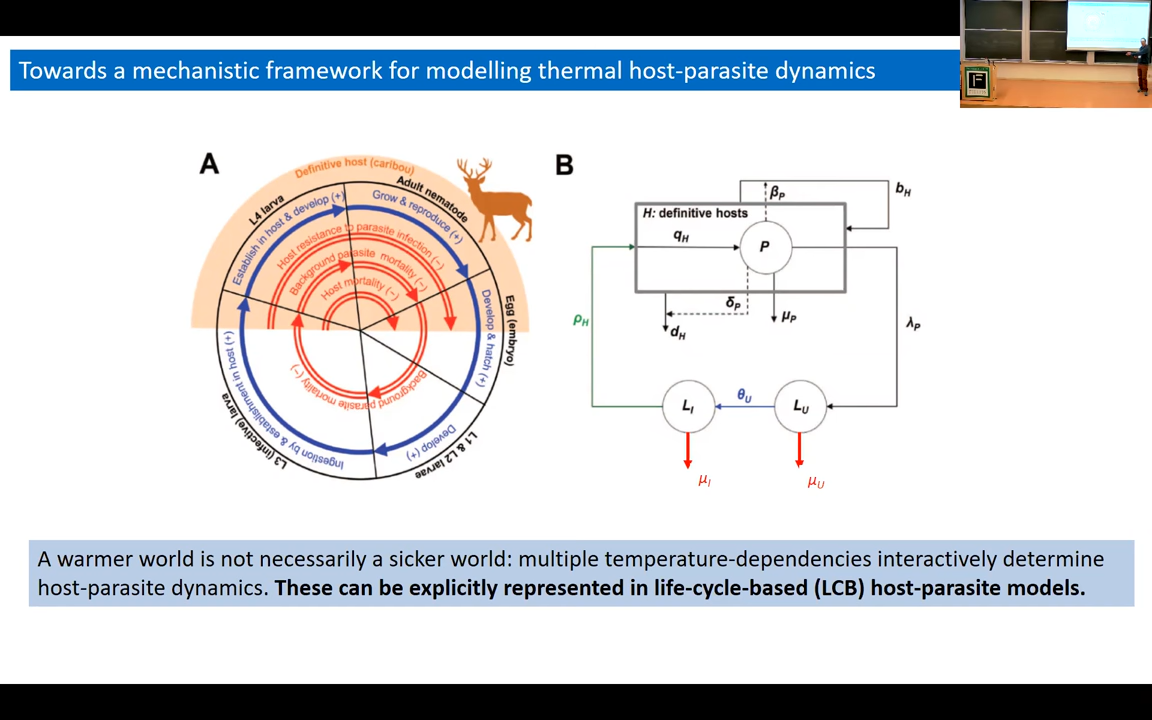 Towards a mechanistic framework for modelling thermal host-parasite dynamics
F
A
Definitive host (caribou)
L4 larva
Adult nematode
Establish in host & develop (+)
Grow & reproduce (+)
Host resistance to parasite infection (−)
Background parasite mortality (−)
Host mortality (−)
Egg (embryo)
Develop & hatch (+)
L1 & L2 larvae
Develop (+)
Background parasite mortality (−)
L3 (infective) larva
Ingestion by & establishment in host (+)
B
H: definitive hosts
βP
bH
qH
P
δP
μP
dH
ρH
λP
LI
θU
LU
μI
μU
A warmer world is not necessarily a sicker world: multiple temperature-dependencies interactively determine
host-parasite dynamics. These can be explicitly represented in life-cycle-based (LCB) host-parasite models.